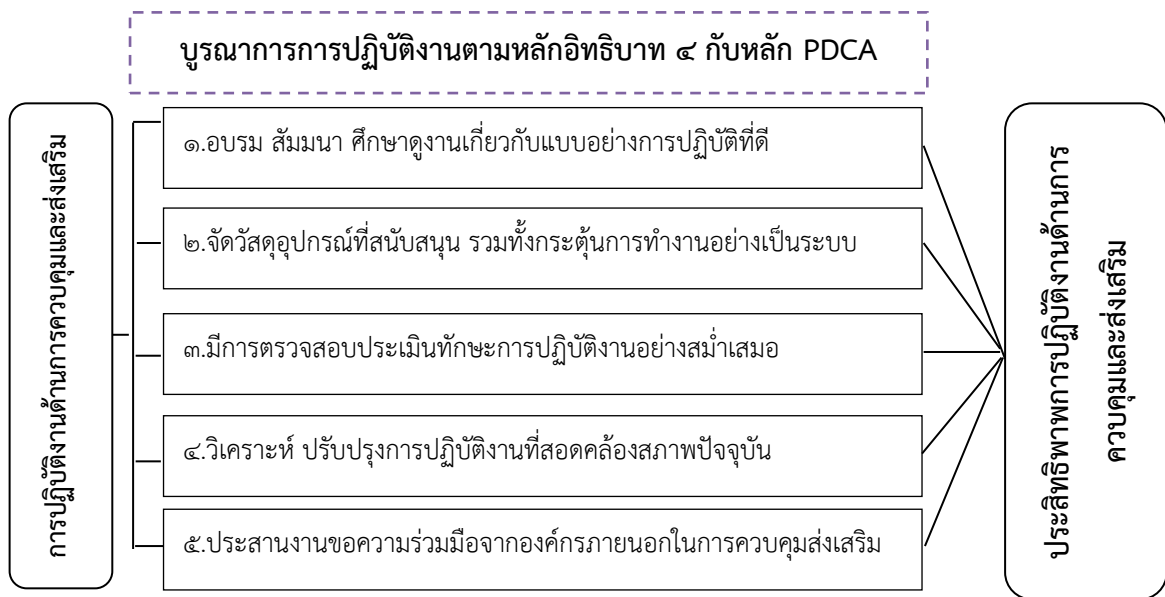 บูรณาการการปฏิบัติงานตามหลักอิทธิบาท ๔ กับหลัก PDCA
การปฏิบัติงานด้านการควบคุมและส่งเสริม
๑.อบรม สัมมนา ศึกษาดูงานเกี่ยวกับแบบอย่างการปฏิบัติที่ดี
๒.จัดวัสดุอุปกรณ์ที่สนับสนุน รวมทั้งกระตุ้นการทำงานอย่างเป็นระบบ
๓.มีการตรวจสอบประเมินทักษะการปฏิบัติงานอย่างสม่ำเสมอ
๔.วิเคราะห์ ปรับปรุงการปฏิบัติงานที่สอดคล้องสภาพปัจจุบัน
๕.ประสานงานขอความร่วมมือจากองค์กรภายนอกในการควบคุมส่งเสริม
ประสิทธิพาพการปฏิบัติงานด้านการ
ควบคุมและส่งเสริม